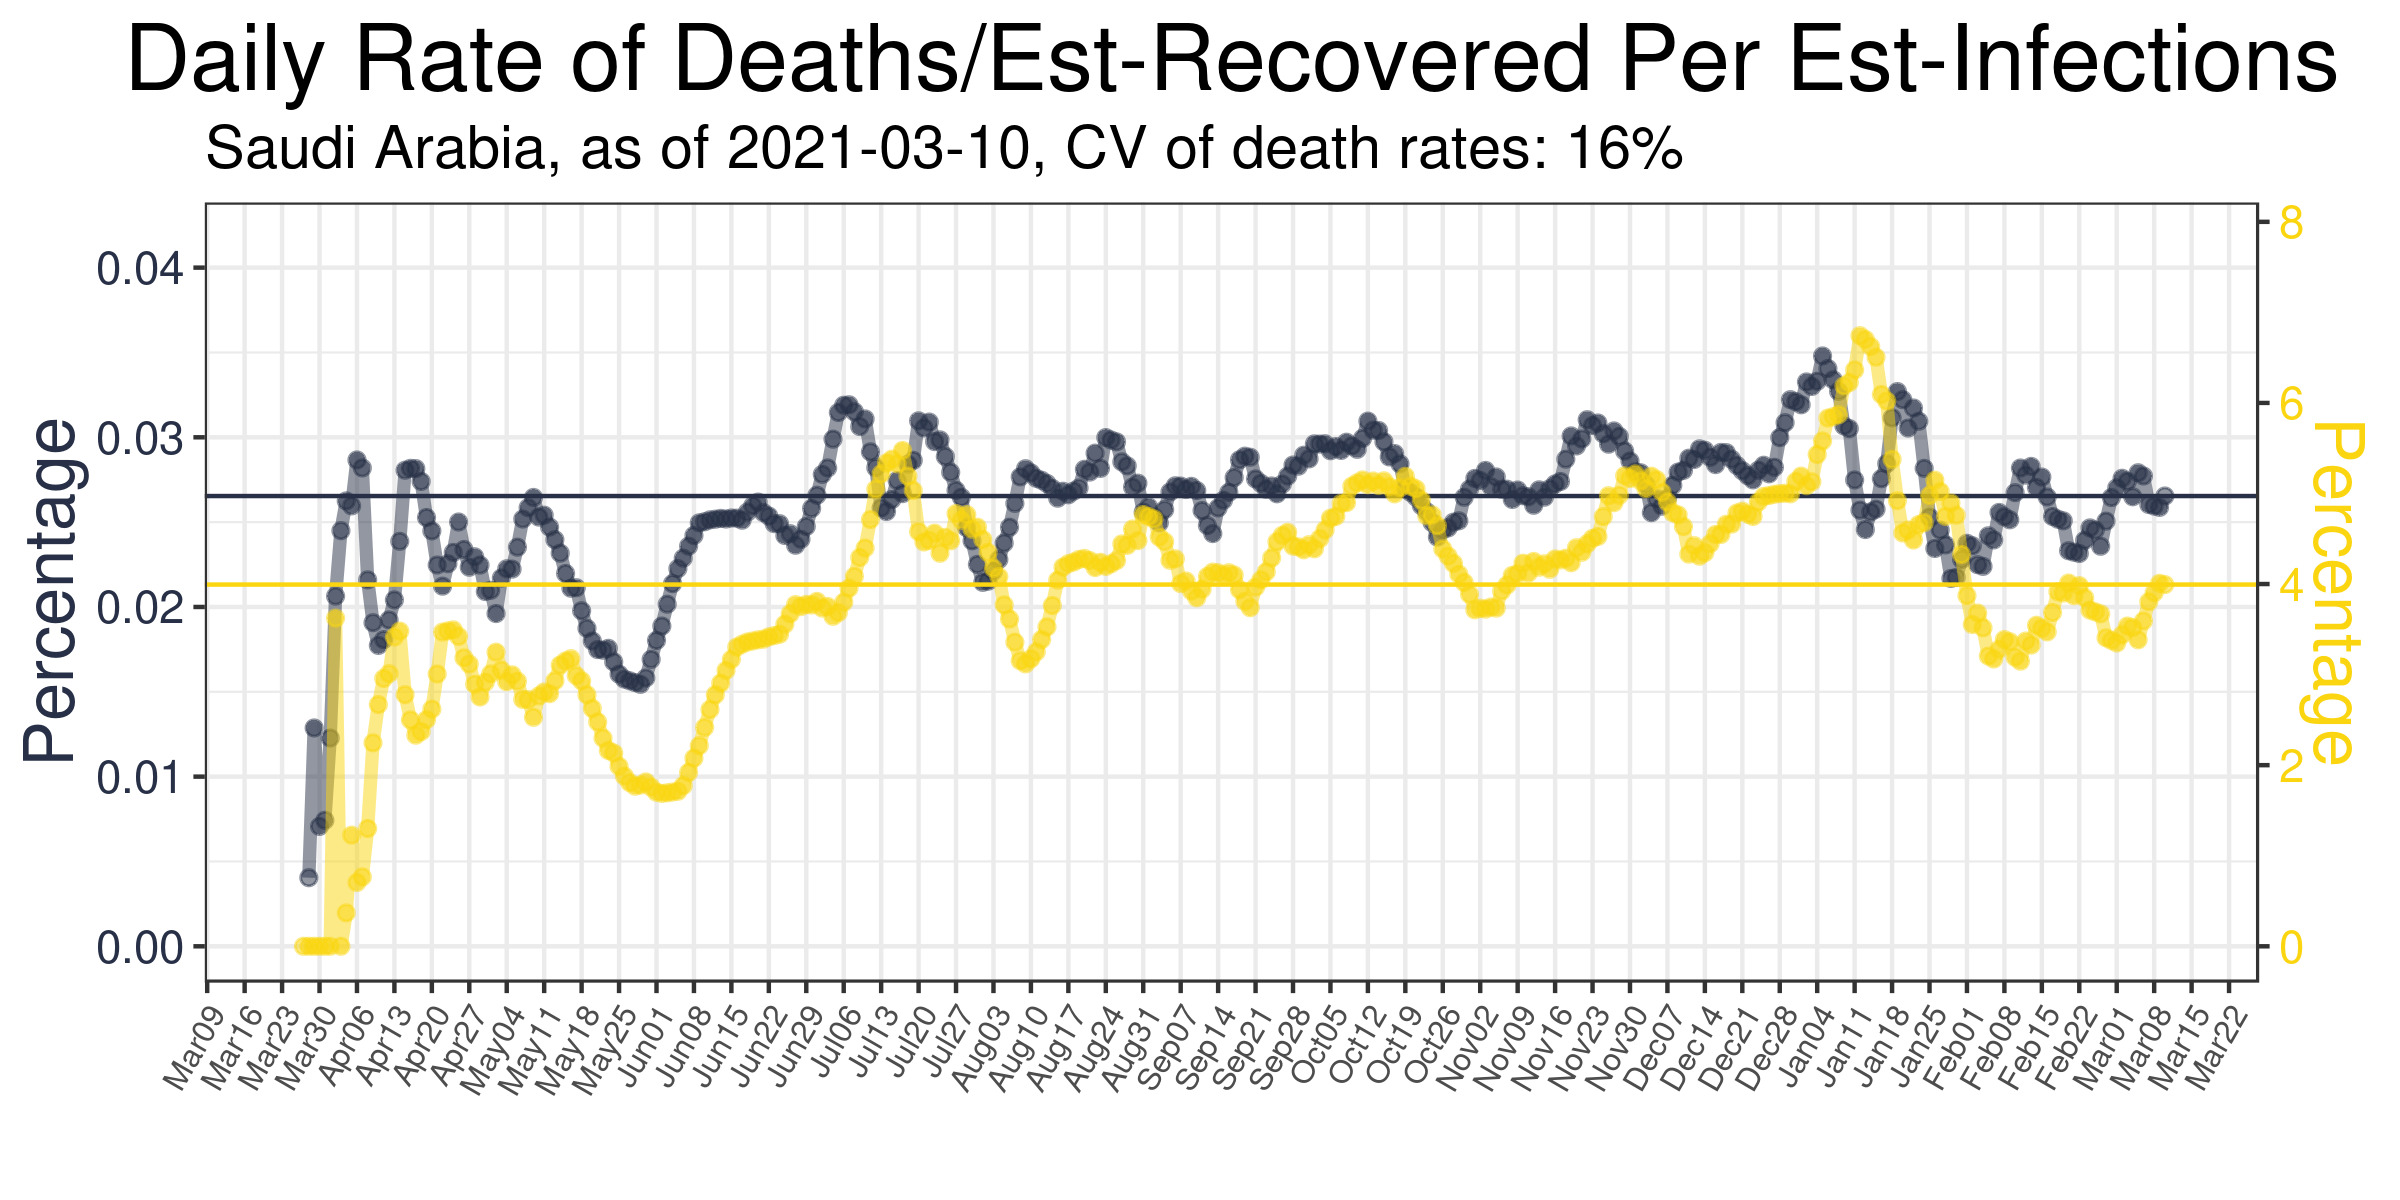 Daily Rate of Deaths/Est-Recovered Per Est-Infections
Saudi Arabia, as of 2021-03-10, CV of death rates: 16%
Percentage
0.04
0.03
0.02
0.01
0.00
8
6
4
2
0
Percentage
Mar09
Mar16
Mar23
Mar30
Apr06
Apr13
Apr20
Apr27
May04
May11
May18
May25
Jun01
Jun08
Jun15
Jun22
Jun29
Jul06
Jul13
Jul20
Jul27
Aug03
Aug10
Aug17
Aug24
Aug31
Sep07
Sep14
Sep21
Sep28
Oct05
Oct12
Oct19
Oct26
Nov02
Nov09
Nov16
Nov23
Nov30
Dec07
Dec14
Dec21
Dec28
Jan04
Jan11
Jan18
Jan25
Feb01
Feb08
Feb15
Feb22
Mar01
Mar08
Mar15
Mar22